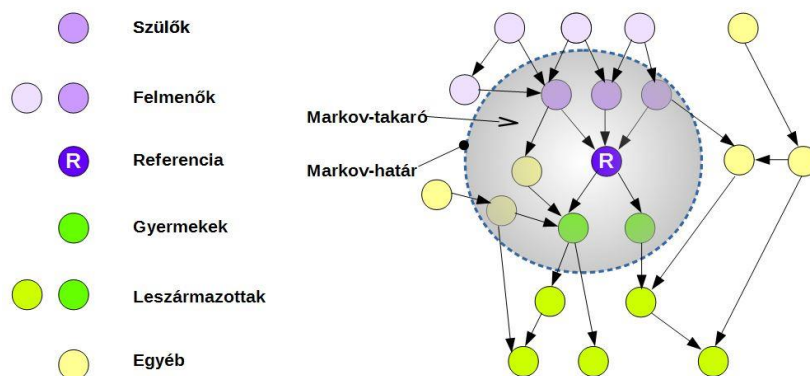 Szülők
Felmenők
R Referencia
Gyermekek
Leszármazottak
Egyéb
Markov-takaró
Markov-határ
R